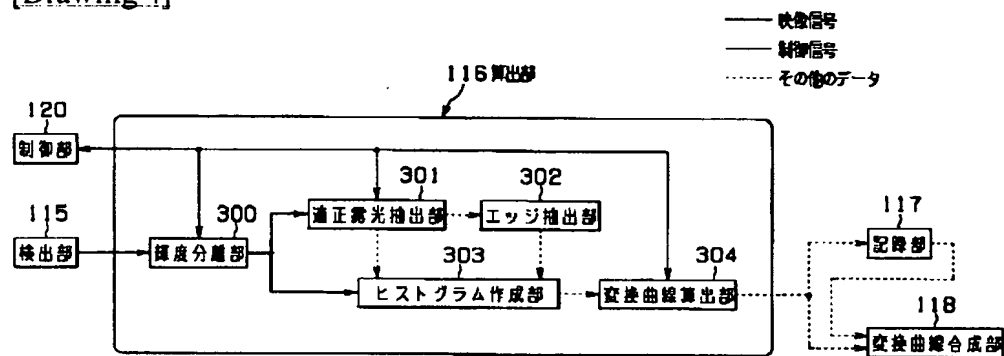 [Drawing 4]
映像信号
制御信号
その他のデータ
116 算出部
120
制御部
301
302
115
300
適正露光抽出部
エッジ抽出部
117
検出部
輝度分離部
303
304
記録部
ヒストグラム作成部
変換曲線算出部
118
変換曲線合成部